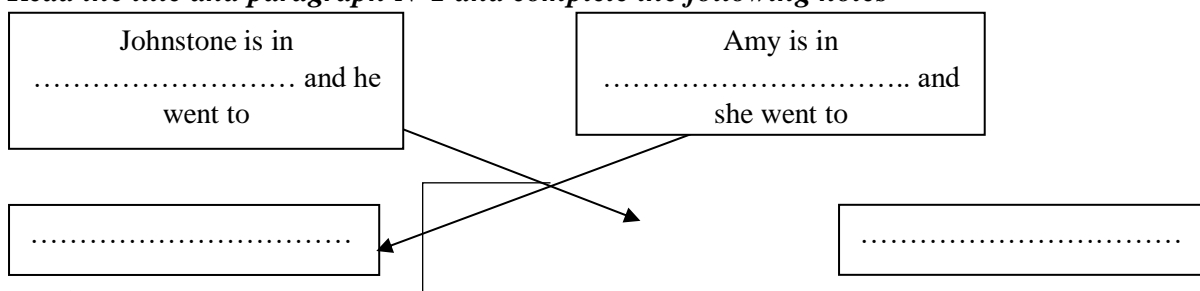 Read the title and paragraph N° 1 and complete the following notes
Johnstone is in
……………………… and he
went to
Amy is in
………………………….. and
she went to
……………………………
……………………………